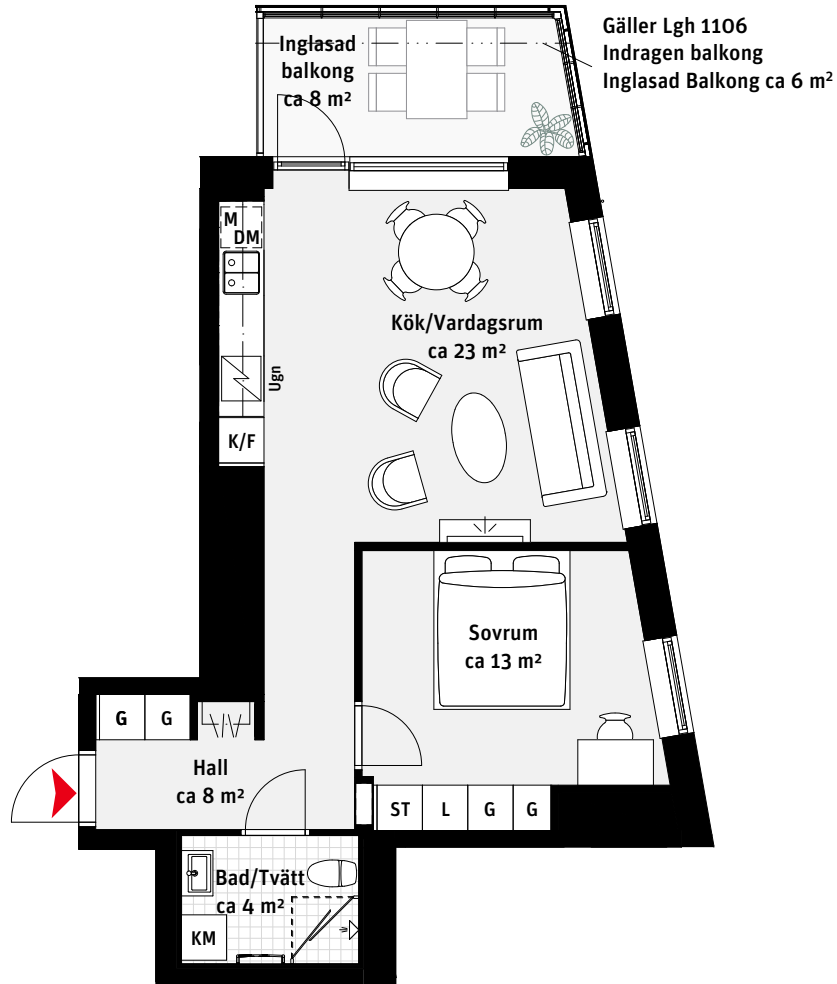 Gäller Lgh 1106
Indragen balkong
Inglasad Balkong ca 6 m²
Inglasad
balkong
ca 8 m²
M
DM
Kök/Vardagsrum
ca 23 m²
Ugn
K/F
Sovrum
ca 13 m²
G G
Hall
ca 8 m²
ST L G G
Bad/Tvätt
ca 4 m²
KM